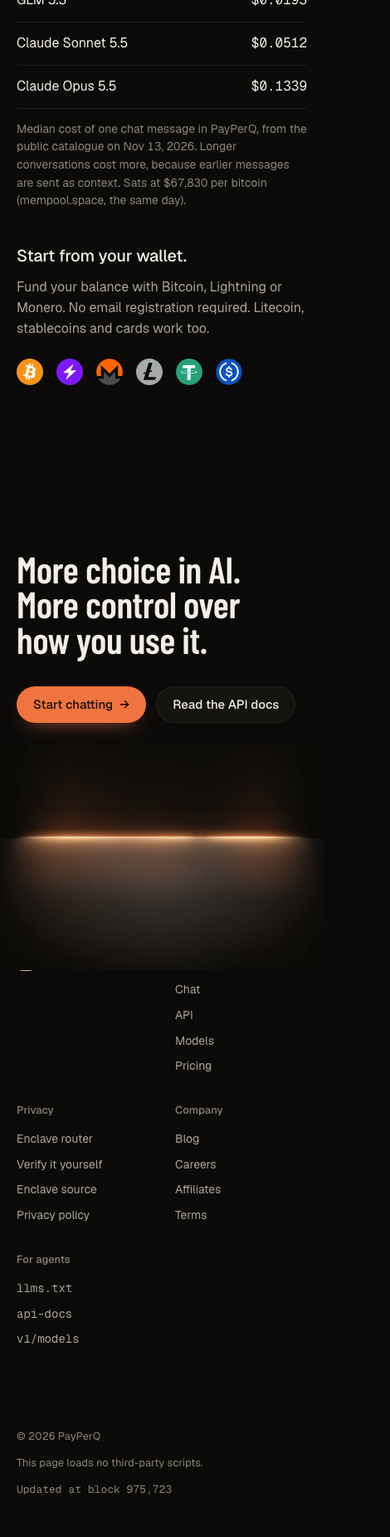 GLM 5.3 $0.0193
Claude Sonnet 5.5 $0.0512
Claude Opus 5.5 $0.1339
Median cost of one chat message in PayPerQ, from the
public catalogue on Nov 13, 2026. Longer
conversations cost more, because earlier messages
are sent as context. Sats at $67,830 per bitcoin
(mempool.space, the same day).
Start from your wallet.
Fund your balance with Bitcoin, Lightning or
Monero. No email registration required. Litecoin,
stablecoins and cards work too.
More choice in AI.
More control over
how you use it.
Start chatting →
Read the API docs
Chat
API
Models
Pricing
Privacy
Enclave router
Verify it yourself
Enclave source
Privacy policy
Company
Blog
Careers
Affiliates
Terms
For agents
llms.txt
api-docs
v1/models
© 2026 PayPerQ
This page loads no third-party scripts.
Updated at block 975,723